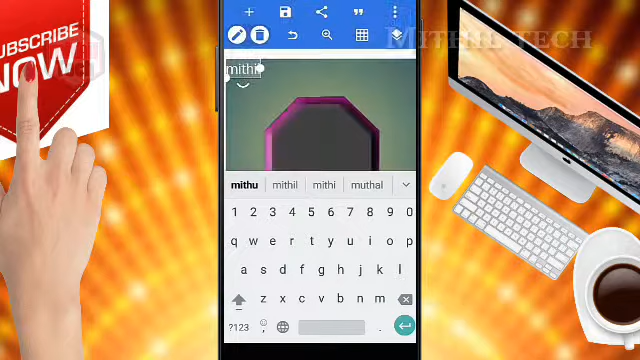 SUBSCRIBE
NOW
MITHIL TECH
mithi
mithu mithil mithi muthal
1 2 3 4 5 6 7 8 9 0
q w e r t y u i o p
a s d f g h j k l
z x c v b n m
?123 , .